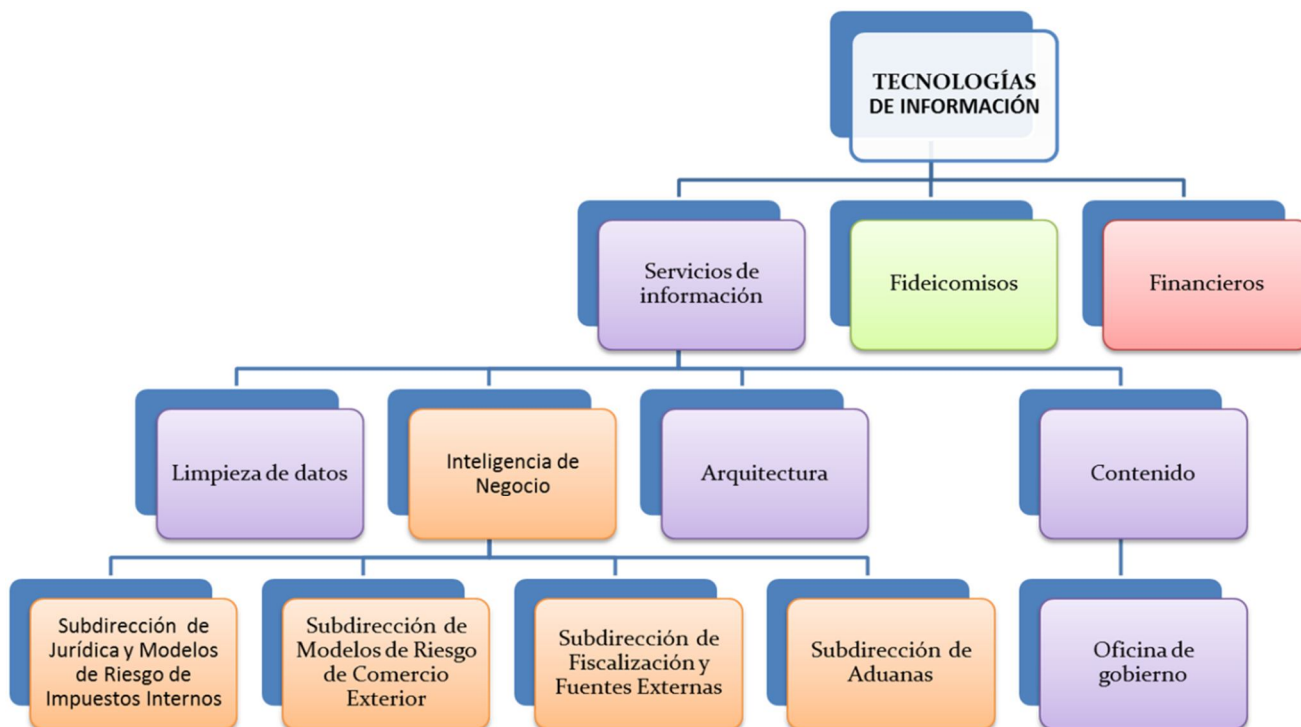 TECNOLOGÍAS
DE INFORMACIÓN
Servicios de
información
Fideicomisos
Financieros
Limpieza de datos
Inteligencia de
Negocio
Arquitectura
Contenido
Subdirección de
Jurídica y Modelos
de Riesgo de
Impuestos Internos
Subdirección de
Modelos de Riesgo
de Comercio
Exterior
Subdirección de
Fiscalización y
Fuentes Externas
Subdirección de
Aduanas
Oficina de
gobierno